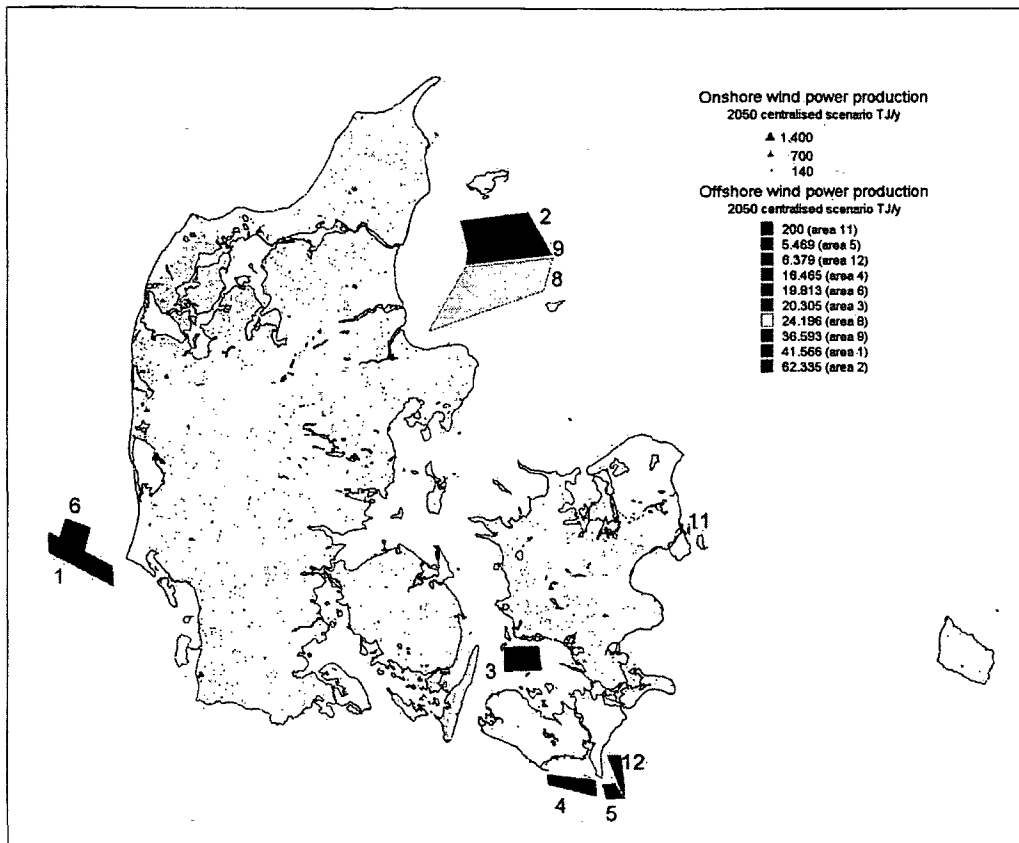 Onshore wind power production
2050 centralised scenario TJ/y
1.400
700
140
Offshore wind power production
2050 centralised scenario TJ/y
200 (area 11)
5.469 (area 5)
6.379 (area 12)
16.465 (area 4)
19.813 (area 6)
20.305 (area 3)
24.196 (area 8)
36.593 (area 9)
41.566 (area 1)
62.335 (area 2)
2
9
8
11
6
1
3
12
4
5